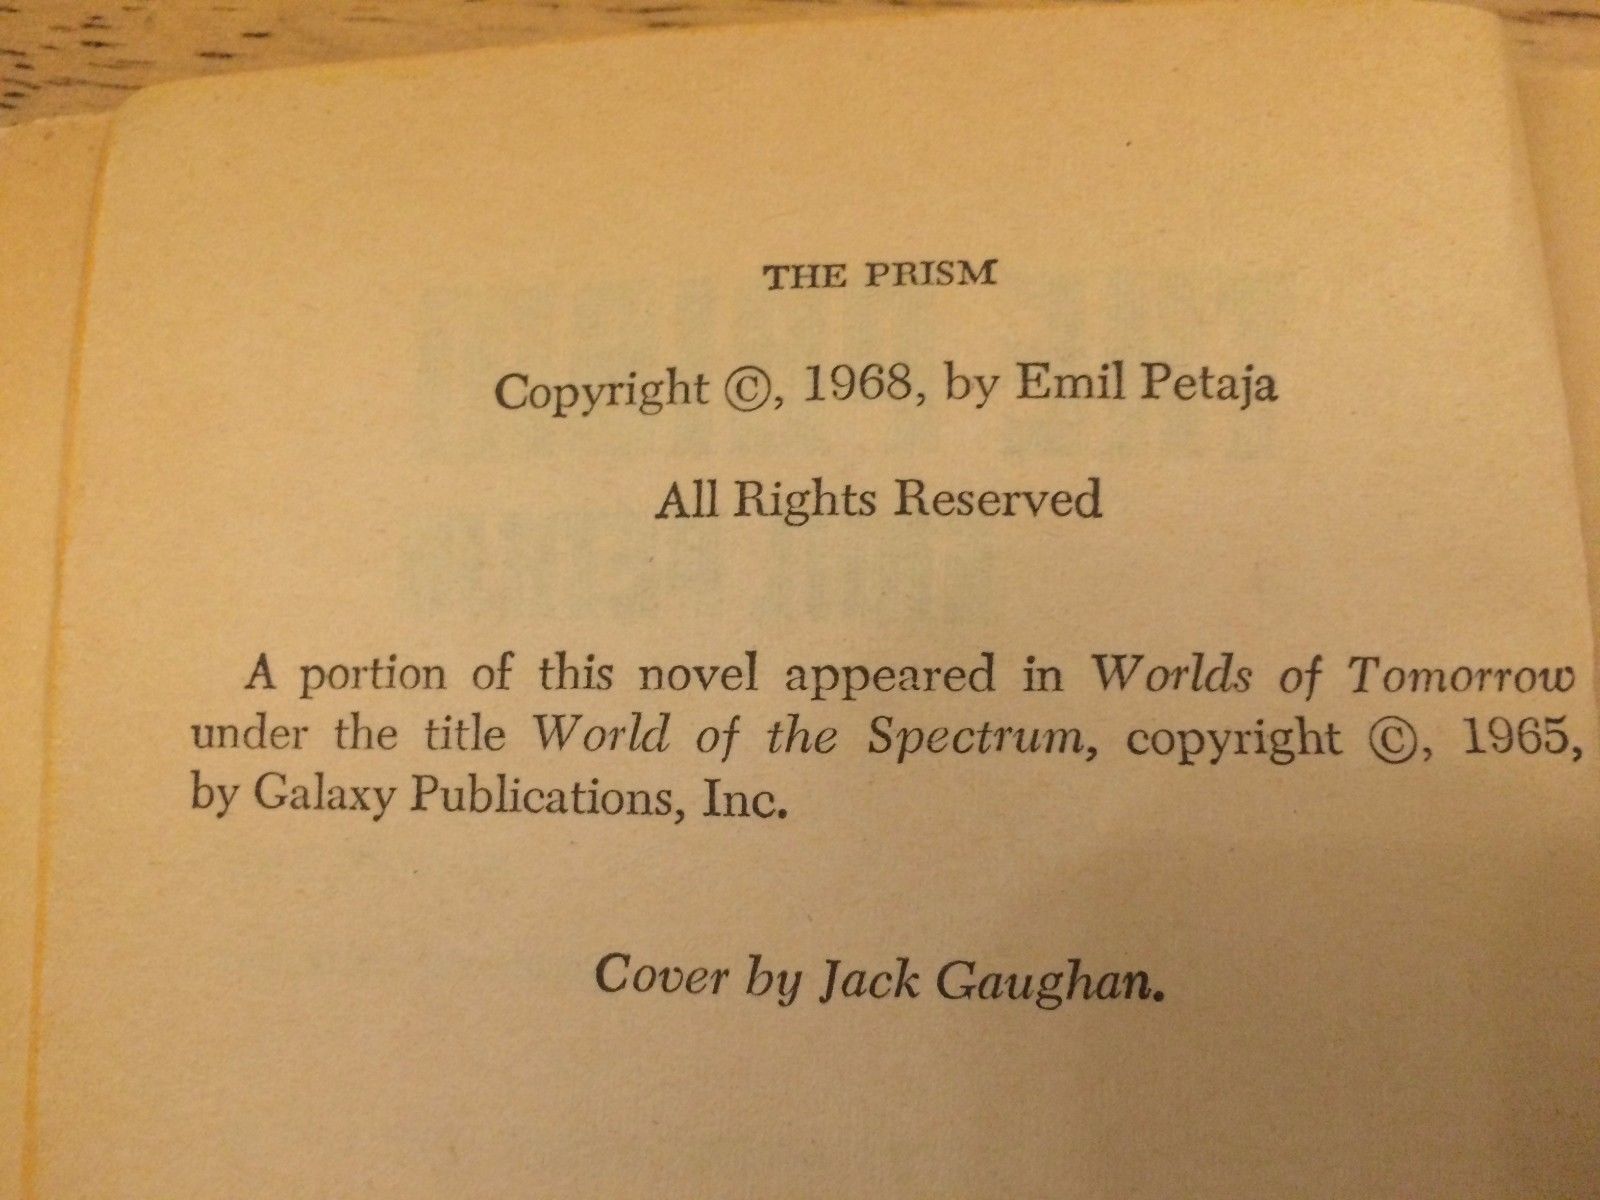 THE PRISM
Copyright ©, 1968, by Emil Petaja
All Rights Reserved
A portion of this novel appeared in Worlds of Tomorrow
under the title World of the Spectrum, copyright ©, 1965,
by Galaxy Publications, Inc.
Cover by Jack Gaughan.